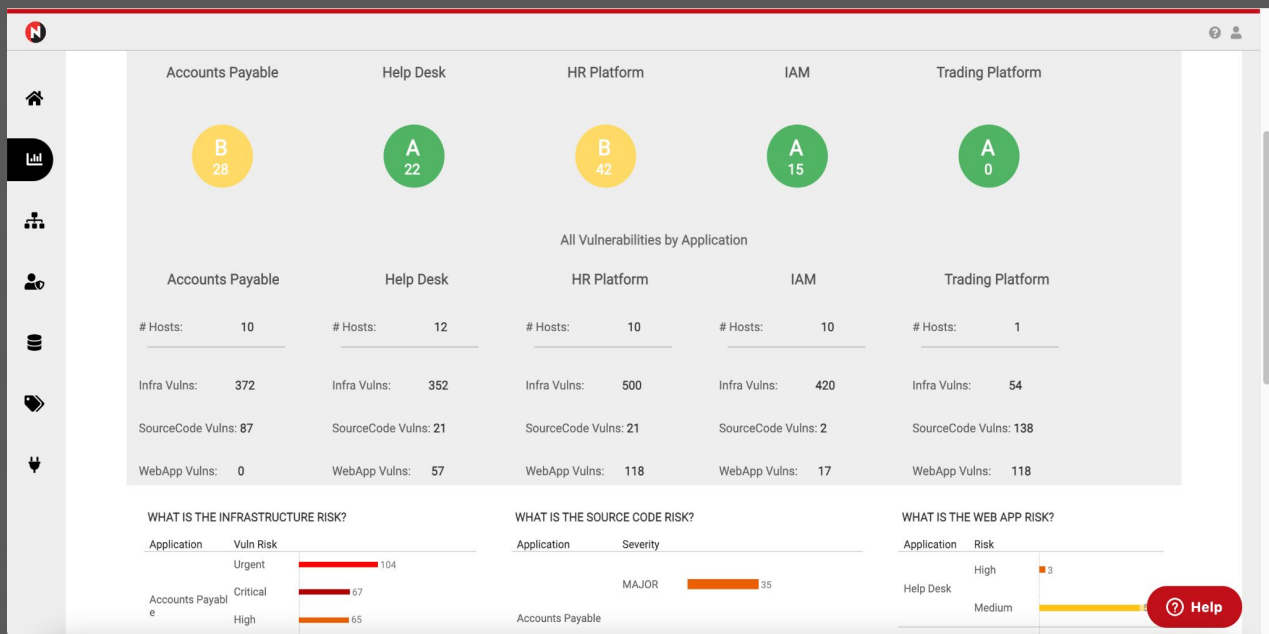 N
Accounts Payable Help Desk HR Platform IAM Trading Platform
B A B A A
28 22 42 15 0
All Vulnerabilities by Application
Accounts Payable Help Desk HR Platform IAM Trading Platform
# Hosts: 10 # Hosts: 12 # Hosts: 10 # Hosts: 10 # Hosts: 1
Infra Vulns: 372 Infra Vulns: 352 Infra Vulns: 500 Infra Vulns: 420 Infra Vulns: 54
SourceCode Vulns: 87 SourceCode Vulns: 21 SourceCode Vulns: 21 SourceCode Vulns: 2 SourceCode Vulns: 138
WebApp Vulns: 0 WebApp Vulns: 57 WebApp Vulns: 118 WebApp Vulns: 17 WebApp Vulns: 118
WHAT IS THE INFRASTRUCTURE RISK?
Application Vuln Risk
Urgent 104
Critical 67
Accounts Payabl
e
High 65
WHAT IS THE SOURCE CODE RISK?
Application Severity
MAJOR 35
Accounts Payable
WHAT IS THE WEB APP RISK?
Application Risk
High 3
Help Desk
Medium
Help